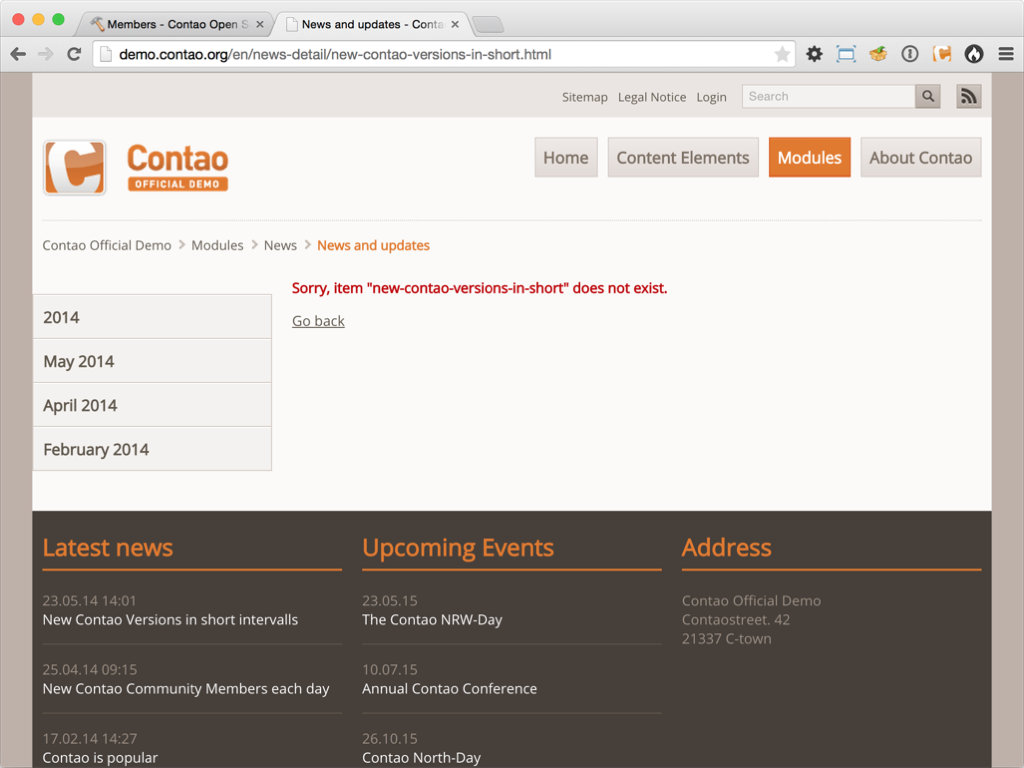 Members - Contao Open S
News and updates - Conta
demo.contao.org/en/news-detail/new-contao-versions-in-short.html
Sitemap Legal Notice Login Search
Contao
OFFICIAL DEMO
Home Content Elements Modules About Contao
Contao Official Demo Modules News News and updates
Sorry, item "new-contao-versions-in-short" does not exist.
Go back
2014
May 2014
April 2014
February 2014
Latest news
23.05.14 14:01
New Contao Versions in short intervalls
25.04.14 09:15
New Contao Community Members each day
17.02.14 14:27
Contao is popular
Upcoming Events
23.05.15
The Contao NRW-Day
10.07.15
Annual Contao Conference
26.10.15
Contao North-Day
Address
Contao Official Demo
Contaostreet. 42
21337 C-town